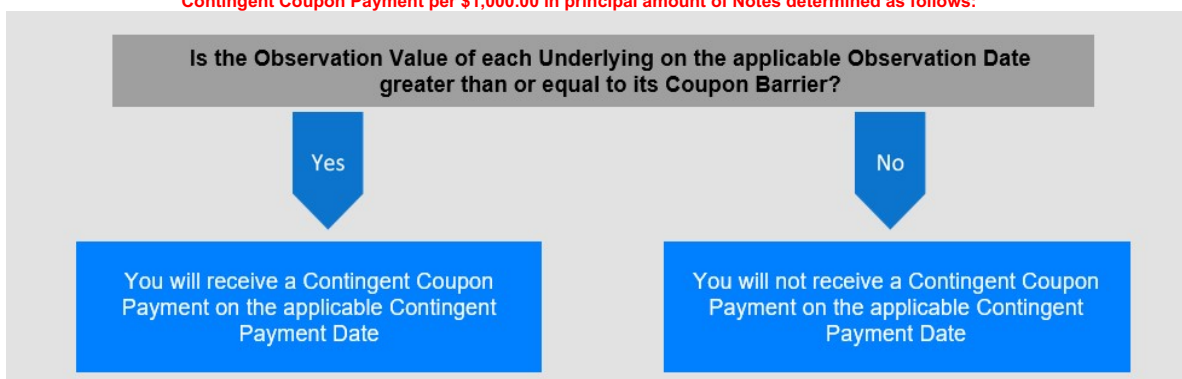 Contingent Coupon Payment per $1,000.00 in principal amount of Notes determined as follows:
Is the Observation Value of each Underlying on the applicable Observation Date
greater than or equal to its Coupon Barrier?
Yes
No
You will receive a Contingent Coupon
Payment on the applicable Contingent
Payment Date
You will not receive a Contingent Coupon
Payment on the applicable Contingent
Payment Date